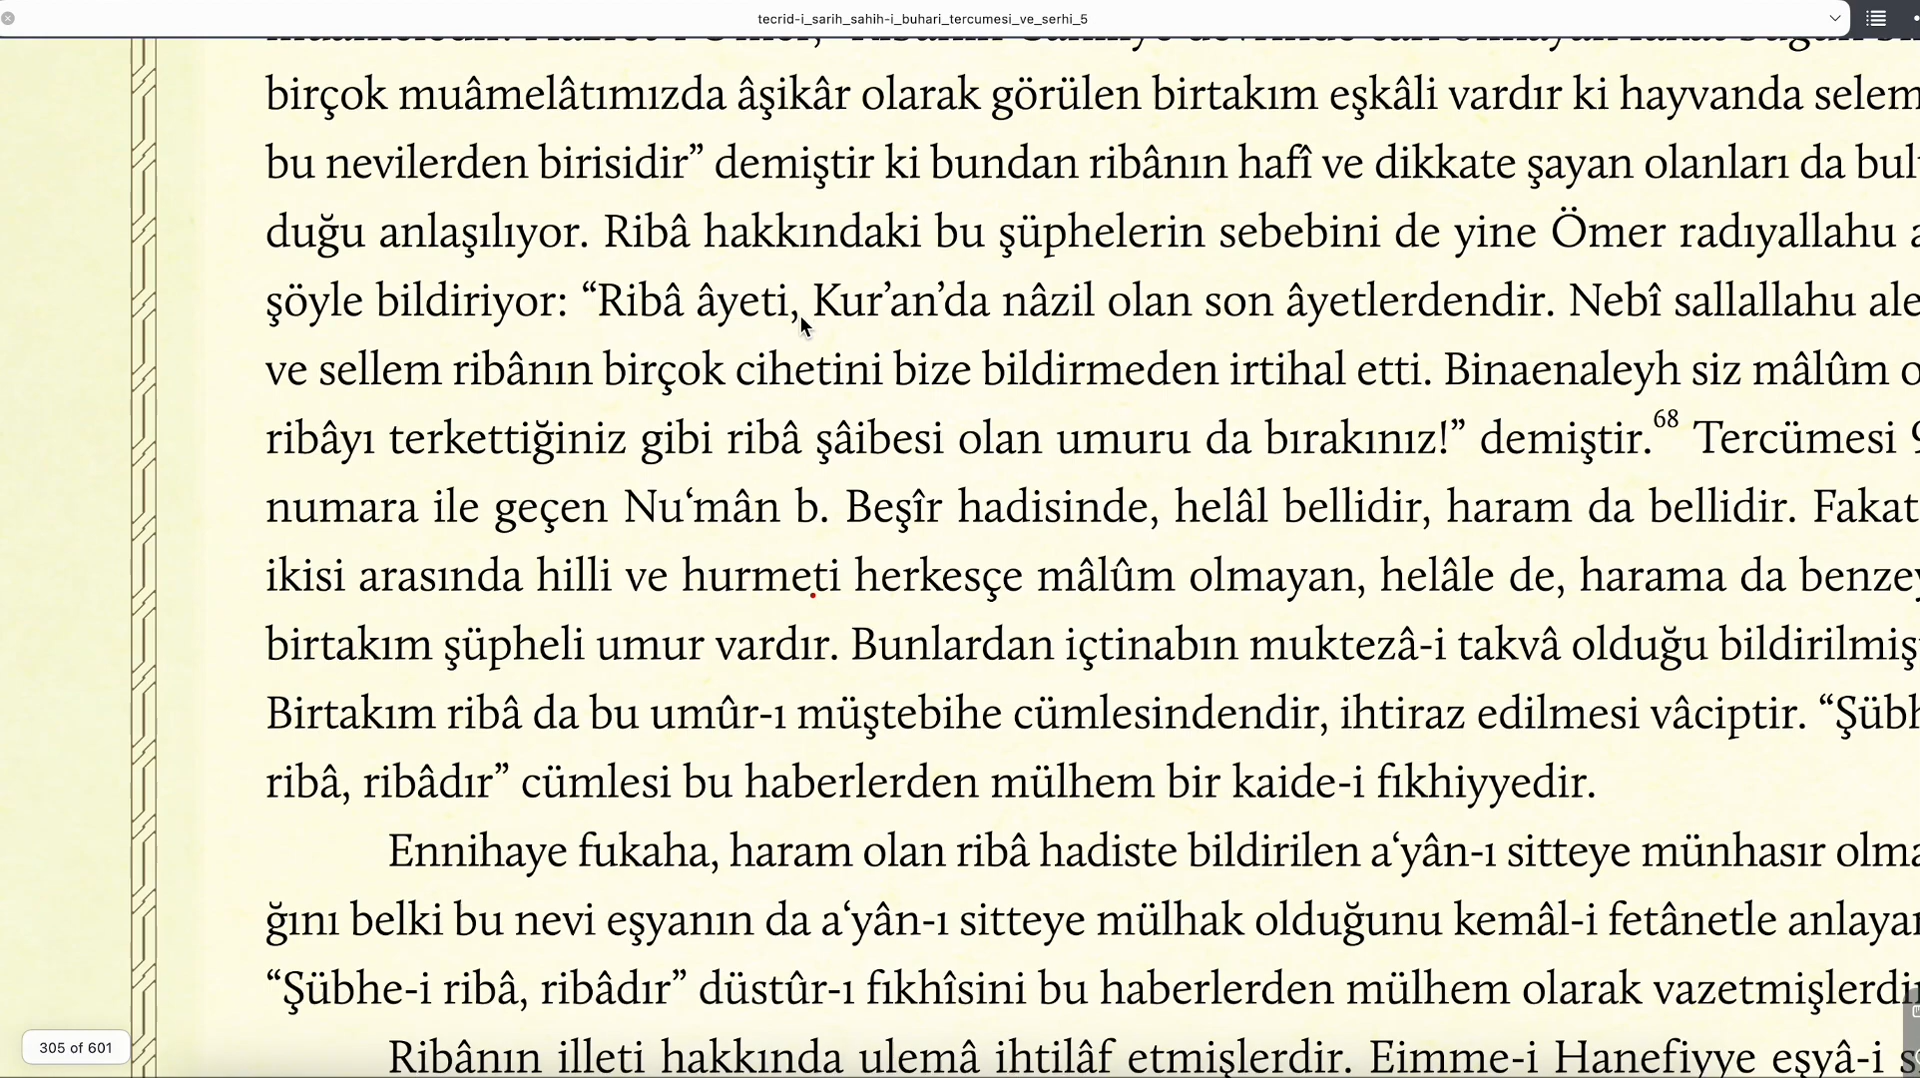 tecrid-i_sarih_sahih-i_buhari_tercumesi_ve_serhi_5
birçok muâmelâtımızda âşikâr olarak görülen birtakım eşkâli vardır ki hayvanda selem
bu nevilerden birisidir” demiştir ki bundan ribânın hafî ve dikkate şayan olanları da bul
duğu anlaşılıyor. Ribâ hakkındaki bu şüphelerin sebebini de yine Ömer radıyallahu a
şöyle bildiriyor: “Ribâ âyeti, Kur’an’da nâzil olan son âyetlerdendir. Nebî sallallahu ale
ve sellem ribânın birçok cihetini bize bildirmeden irtihal etti. Binaenaleyh siz mâlûm o
ribâyı terkettiğiniz gibi ribâ şâibesi olan umuru da bırakınız!” demiştir.68 Tercümesi
numara ile geçen Nu‘mân b. Beşîr hadisinde, helâl bellidir, haram da bellidir. Fakat
ikisi arasında hilli ve hurmeti herkesçe mâlûm olmayan, helâle de, harama da benzey
birtakım şüpheli umur vardır. Bunlardan içtinabın muktezâ-i takvâ olduğu bildirilmiş
Birtakım ribâ da bu umûr-ı müştebihe cümlesindendir, ihtiraz edilmesi vâciptir. “Şübh
ribâ, ribâdır” cümlesi bu haberlerden mülhem bir kaide-i fıkhiyyedir.
Ennihaye fukaha, haram olan ribâ hadiste bildirilen a‘yân-ı sitteye münhasır olma
ğını belki bu nevi eşyanın da a‘yân-ı sitteye mülhak olduğunu kemâl-i fetânetle anlayar
“Şübhe-i ribâ, ribâdır” düstûr-ı fıkhîsini bu haberlerden mülhem olarak vazetmişlerdir
305 of 601
Ribânın illeti hakkında ulemâ ihtilâf etmişlerdir. Eimme-i Hanefiyye eşyâ-i s